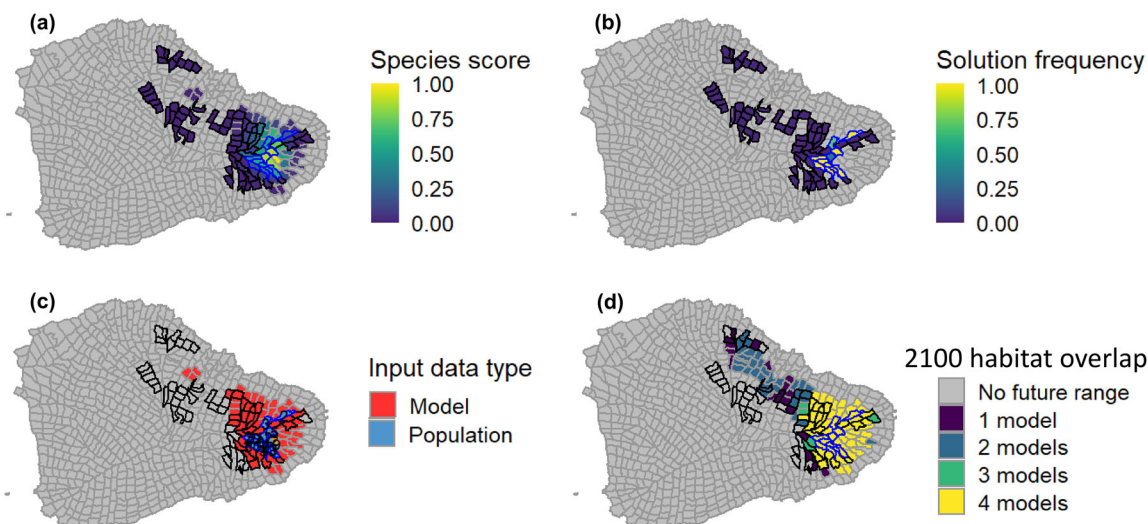 (a)
Species score
1.00
0.75
0.50
0.25
0.00
(b)
Solution frequency
1.00
0.75
0.50
0.25
0.00
(c)
Input data type
Model
Population
(d)
2100 habitat overlap
No future range
1 model
2 models
3 models
4 models